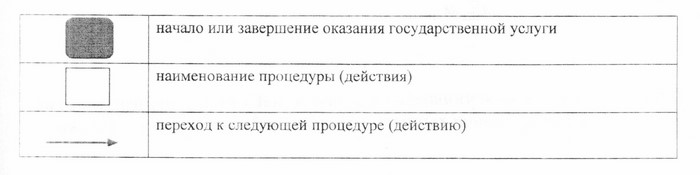 начало или завершение оказания государственной услуги
наименование процедуры (действия)
переход к следующей процедуре (действию)